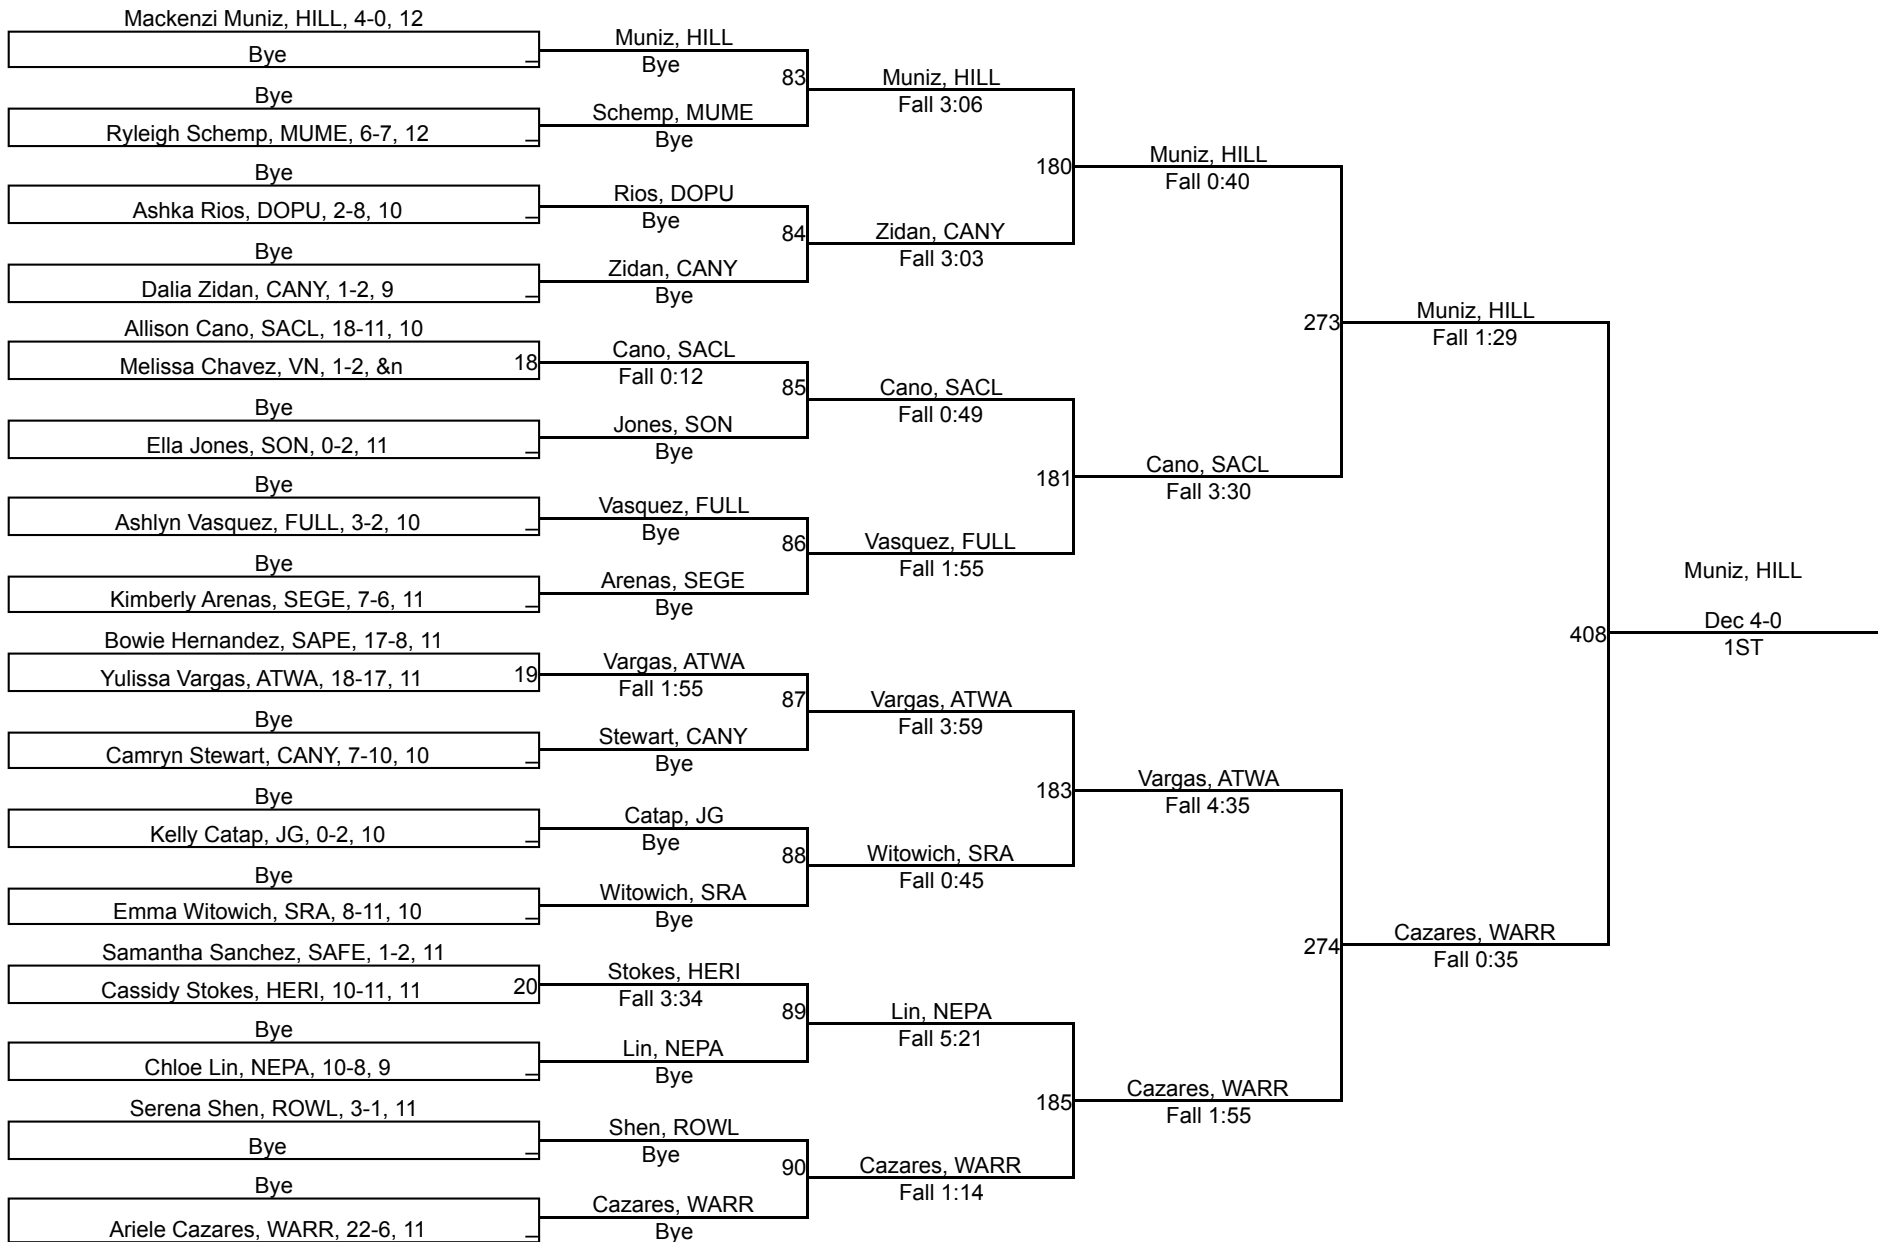 Mackenzi Muniz, HILL, 4-0, 12
Bye
Bye
Ryleigh Schemp, MUME, 6-7, 12
Bye
Ashka Rios, DOPU, 2-8, 10
Bye
Dalia Zidan, CANY, 1-2, 9
Allison Cano, SACL, 18-11, 10
Melissa Chavez, VN, 1-2, &n
18
Bye
Ella Jones, SON, 0-2, 11
Bye
Ashlyn Vasquez, FULL, 3-2, 10
Bye
Kimberly Arenas, SEGE, 7-6, 11
Bowie Hernandez, SAPE, 17-8, 11
Yulissa Vargas, ATWA, 18-17, 11
19
Bye
Camryn Stewart, CANY, 7-10, 10
Bye
Kelly Catap, JG, 0-2, 10
Bye
Emma Witowich, SRA, 8-11, 10
Samantha Sanchez, SAFE, 1-2, 11
Cassidy Stokes, HERI, 10-11, 11
20
Bye
Chloe Lin, NEPA, 10-8, 9
Serena Shen, ROWL, 3-1, 11
Bye
Bye
Ariele Cazares, WARR, 22-6, 11
Muniz, HILL
Bye
83
Schemp, MUME
Bye
Rios, DOPU
Bye
84
Zidan, CANY
Bye
Cano, SACL
Fall 0:12
85
Jones, SON
Bye
Vasquez, FULL
Bye
86
Arenas, SEGE
Bye
Vargas, ATWA
Fall 1:55
87
Stewart, CANY
Bye
Catap, JG
Bye
88
Witowich, SRA
Bye
Stokes, HERI
Fall 3:34
89
Lin, NEPA
Bye
Shen, ROWL
Bye
90
Cazares, WARR
Bye
Muniz, HILL
Fall 3:06
180
Zidan, CANY
Fall 3:03
Cano, SACL
Fall 0:49
181
Vasquez, FULL
Fall 1:55
Vargas, ATWA
Fall 3:59
183
Witowich, SRA
Fall 0:45
Lin, NEPA
Fall 5:21
185
Cazares, WARR
Fall 1:14
Muniz, HILL
Fall 0:40
273
Cano, SACL
Fall 3:30
Vargas, ATWA
Fall 4:35
274
Cazares, WARR
Fall 1:55
Muniz, HILL
Fall 1:29
408
Cazares, WARR
Fall 0:35
Muniz, HILL
Dec 4-0
1ST